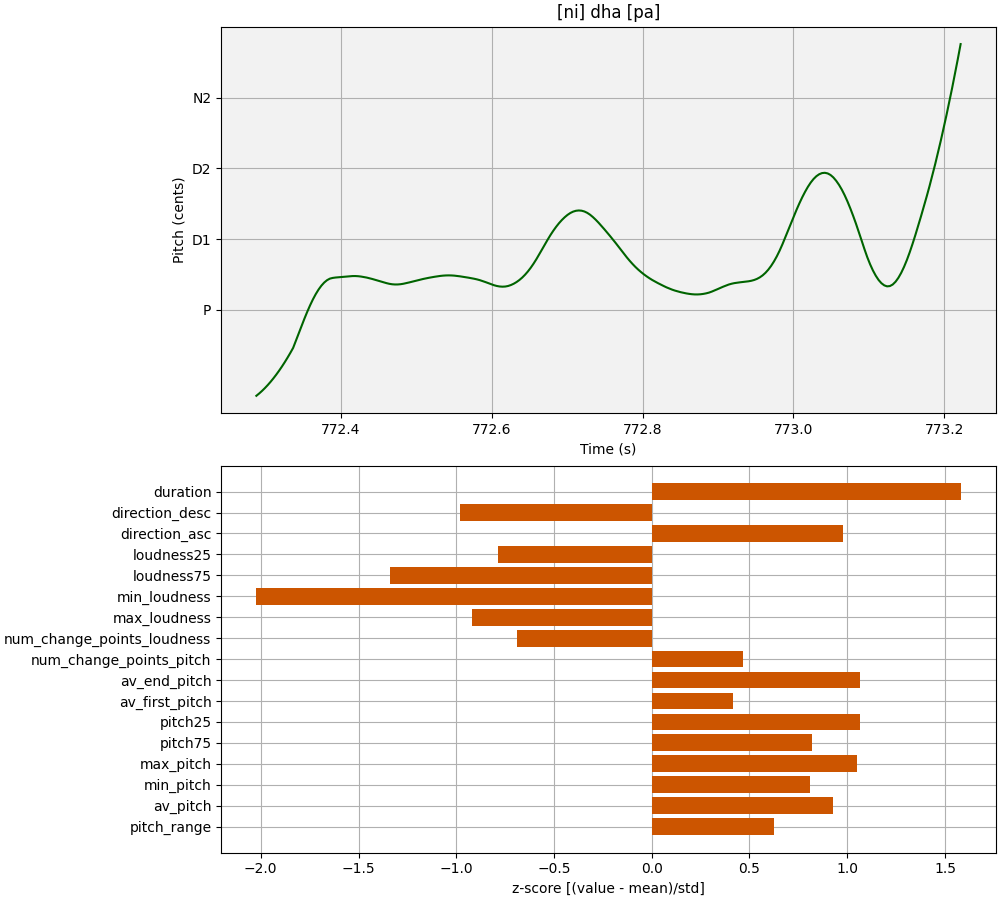 [ni] dha [pa]
N2
D2
D1
P
Pitch (cents)
772.4 772.6 772.8 773.0 773.2
Time (s)
duration
direction_desc
direction_asc
loudness25
loudness75
min_loudness
max_loudness
num_change_points_loudness
num_change_points_pitch
av_end_pitch
av_first_pitch
pitch25
pitch75
max_pitch
min_pitch
av_pitch
pitch_range
−2.0 −1.5 −1.0 −0.5 0.0 0.5 1.0 1.5
z-score [(value - mean)/std]